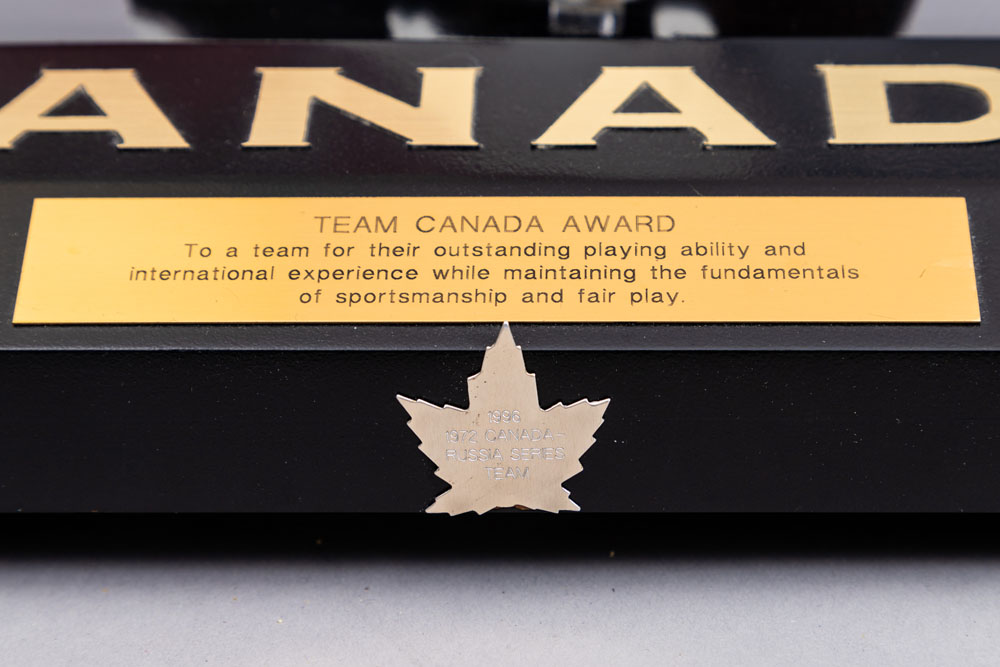 ANAD
TEAM CANADA AWARD
To a team for their outstanding playing ability and
international experience while maintaining the fundamentals
of sportsmanship and fair play.
1998
1972 CANADA-
RUSSIA SERIES
TEAM